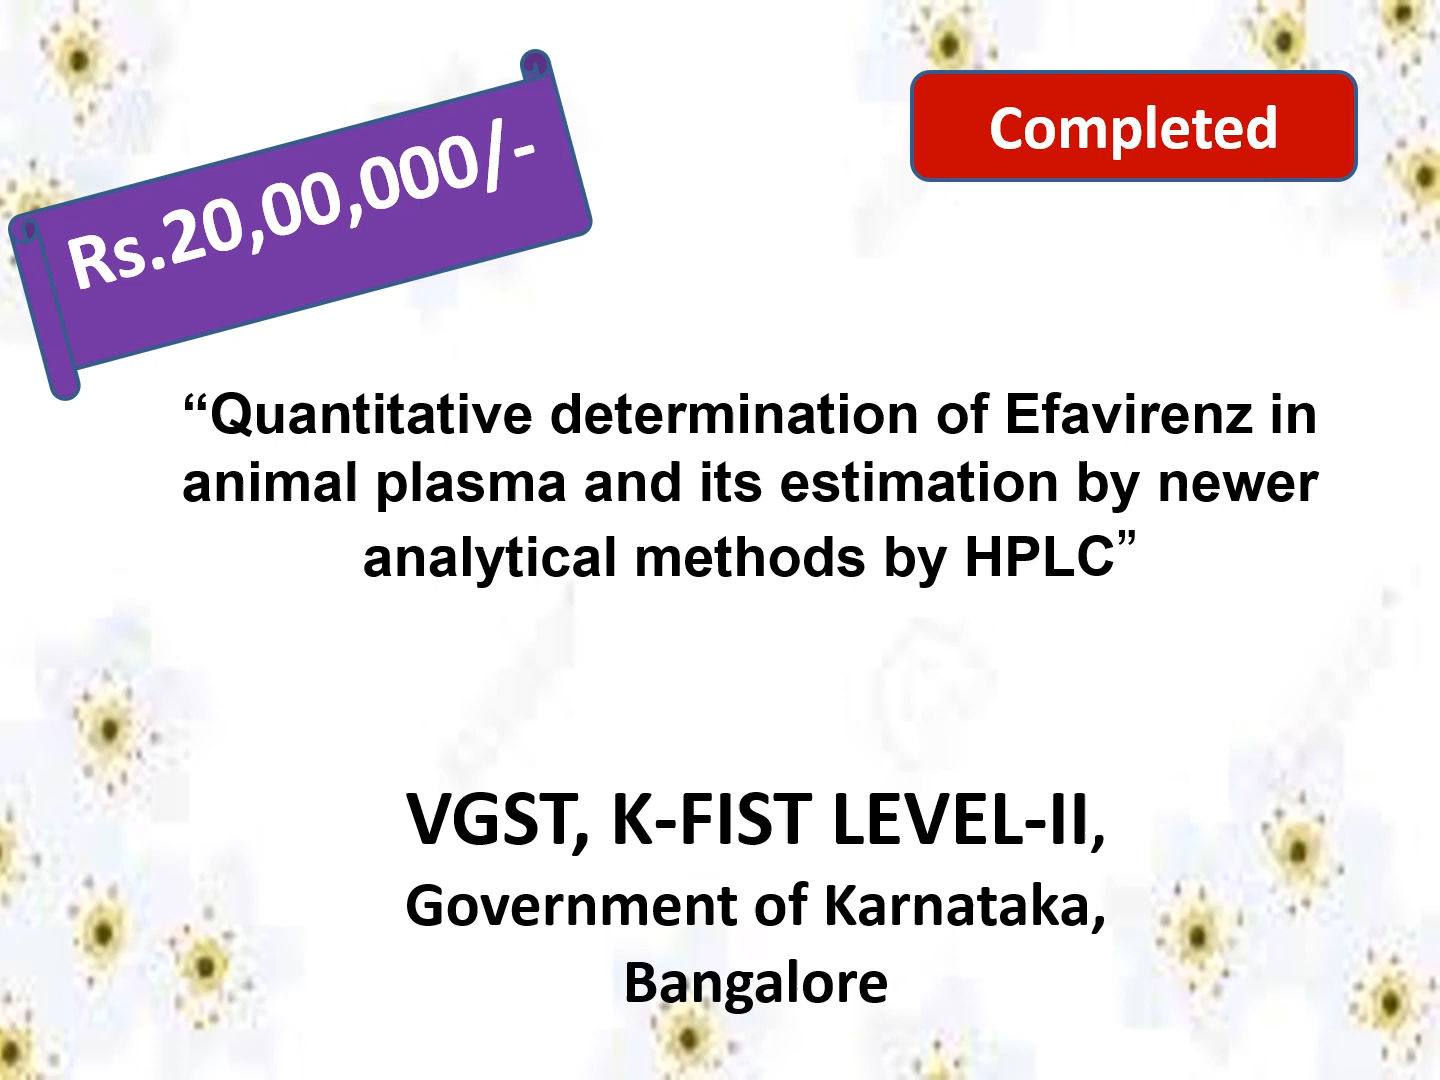 Rs.20,00,000/-
Completed
“Quantitative determination of Efavirenz in
animal plasma and its estimation by newer
analytical methods by HPLC”
VGST, K-FIST LEVEL-II,
Government of Karnataka,
Bangalore